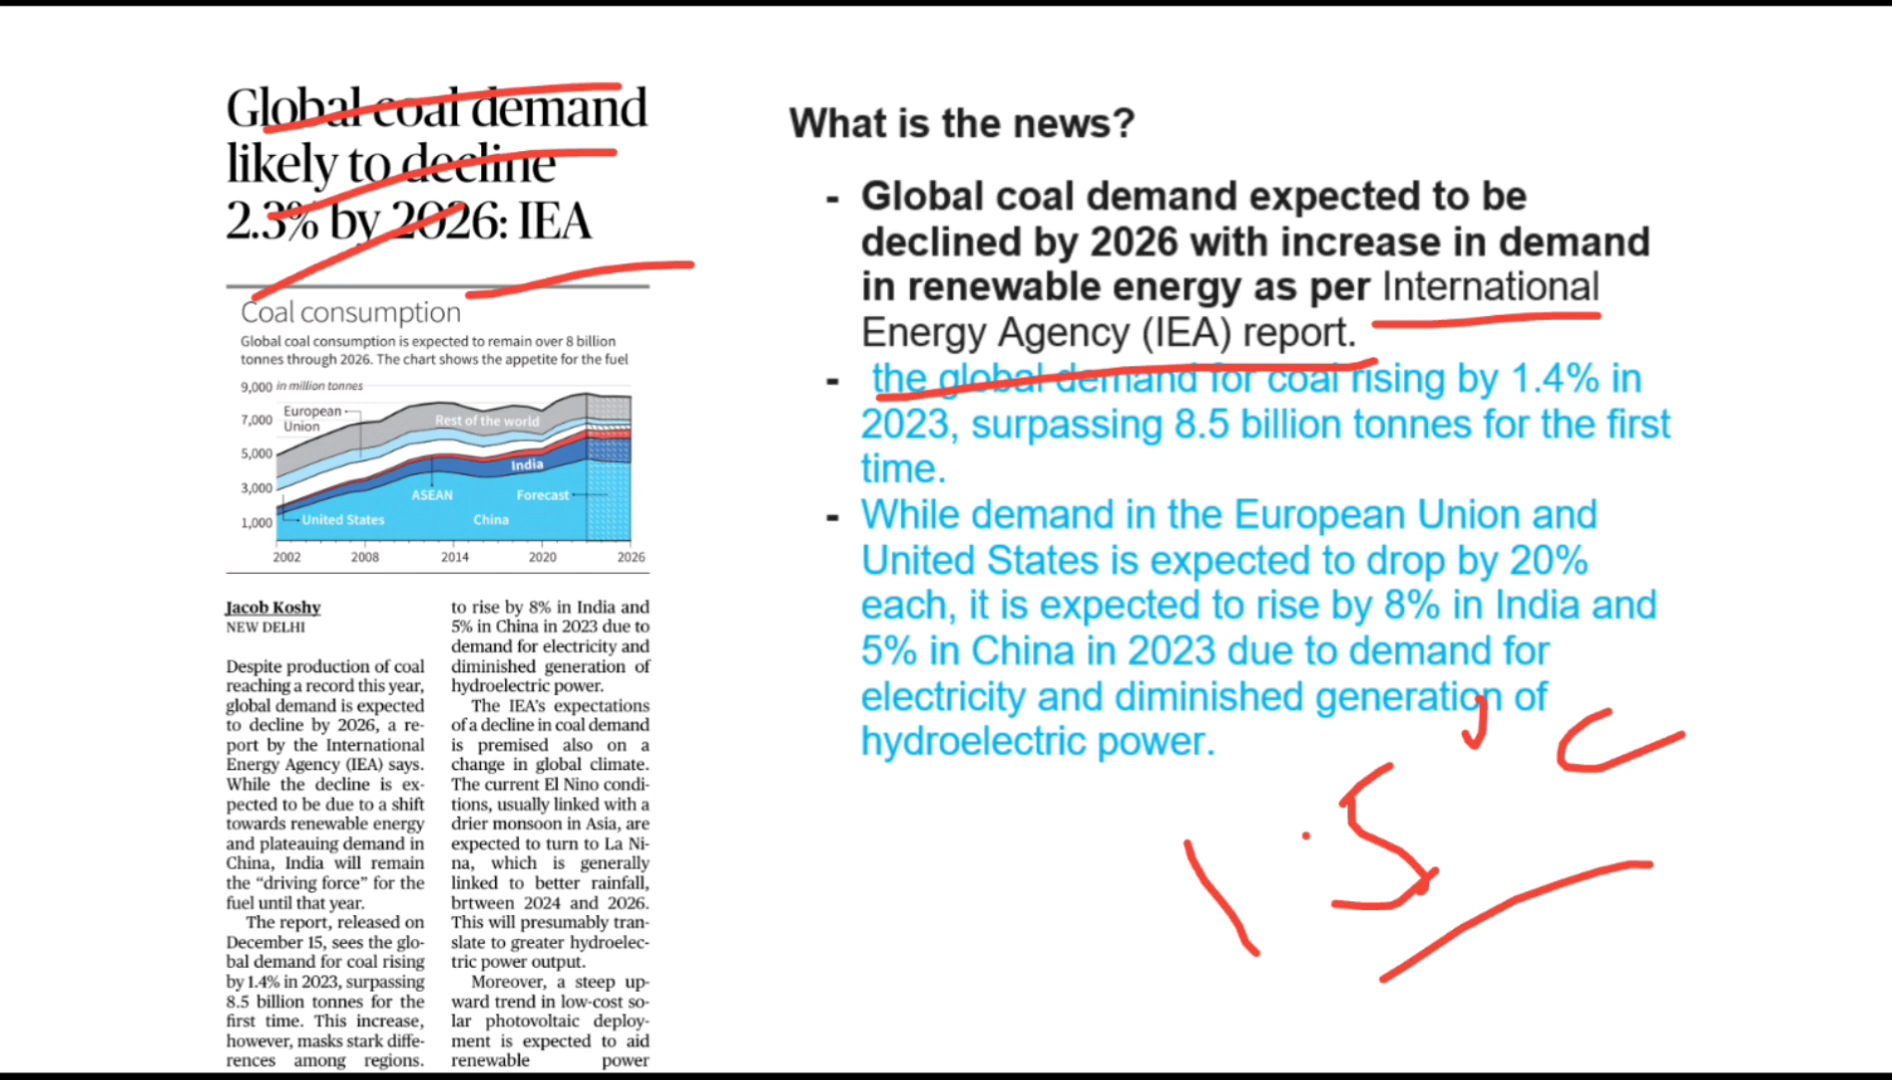 Global coal demand
likely to decline
2.3% by 2026: IEA
Coal consumption
Global coal consumption is expected to remain over 8 billion
tonnes through 2026. The chart shows the appetite for the fuel
9,000 in million tonnes
7,000
5,000
3,000
1,000
European
Union
Rest of the world
India
ASEAN
Forecast
United States
China
2002 2008 2014 2020 2026
Jacob Koshy
NEW DELHI
Despite production of coal
reaching a record this year,
global demand is expected
to decline by 2026, a re-
port by the International
Energy Agency (IEA) says.
While the decline is ex-
pected to be due to a shift
towards renewable energy
and plateauing demand in
China, India will remain
the “driving force” for the
fuel until that year.
The report, released on
December 15, sees the glo-
bal demand for coal rising
by 1.4% in 2023, surpassing
8.5 billion tonnes for the
first time. This increase,
however, masks stark diffe-
rences among regions.
to rise by 8% in India and
5% in China in 2023 due to
demand for electricity and
diminished generation of
hydroelectric power.
The IEA's expectations
of a decline in coal demand
is premised also on a
change in global climate.
The current El Nino condi-
tions, usually linked with a
drier monsoon in Asia, are
expected to turn to La Ni-
na, which is generally
linked to better rainfall,
brtween 2024 and 2026.
This will presumably tran-
slate to greater hydroelec-
tric power output.
Moreover, a steep up-
ward trend in low-cost so-
lar photovoltaic deploy-
ment is expected to aid
renewable power
What is the news?
- Global coal demand expected to be
declined by 2026 with increase in demand
in renewable energy as per International
Energy Agency (IEA) report.
- the global demand for coal rising by 1.4% in
2023, surpassing 8.5 billion tonnes for the first
time.
- While demand in the European Union and
United States is expected to drop by 20%
each, it is expected to rise by 8% in India and
5% in China in 2023 due to demand for
electricity and diminished generation of
hydroelectric power.
1.5°C